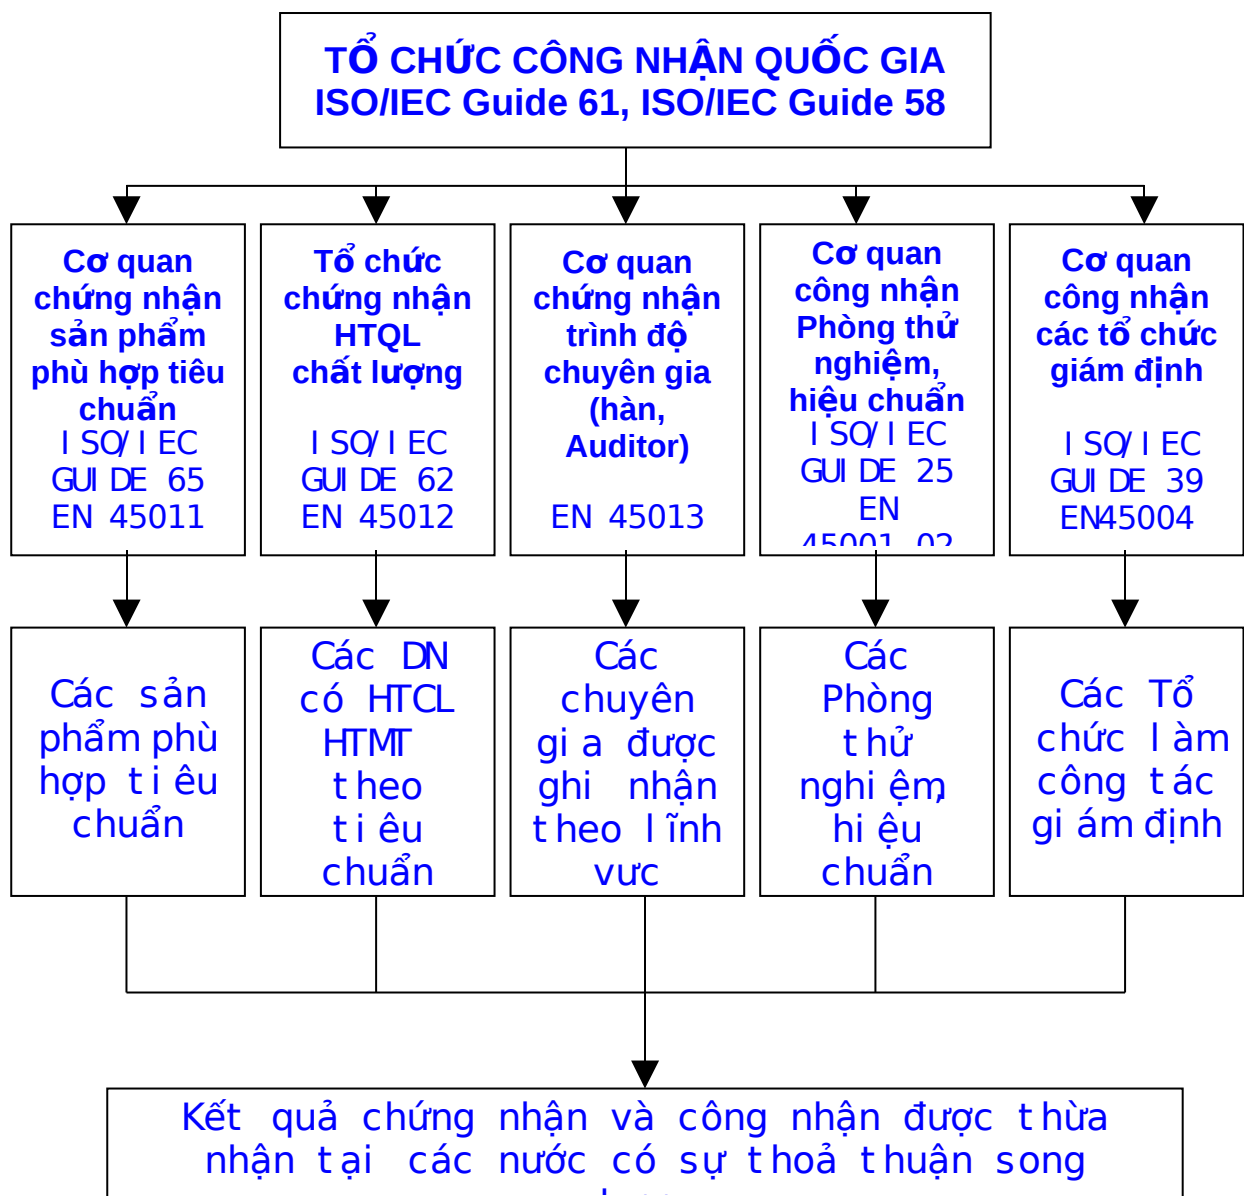 TỔ CHỨC CÔNG NHẬN QUỐC GIA
ISO/IEC Guide 61, ISO/IEC Guide 58
Cơ quan
chứng nhận
sản phẩm
phù hợp tiêu
chuẩn
ISO/IEC
GUIDE 65
EN 45011
Tổ chức
chứng nhận
HTQL
chất lượng
ISO/IEC
GUIDE 62
EN 45012
Cơ quan
chứng nhận
trình độ
chuyên gia
(hàn,
Auditor)
EN 45013
Cơ quan
công nhận
Phòng thử
nghiệm,
hiệu chuẩn
ISO/IEC
GUIDE 25
EN
45001 02
Cơ quan
công nhận
các tổ chức
giám định
ISO/IEC
GUIDE 39
EN45004
Các sản
phẩm phù
hợp tiêu
chuẩn
Các DN
có HTCL
HTMT
theo
tiêu
chuẩn
Các
chuyên
gia được
ghi nhận
theo lĩnh
vưc
Các
Phòng
thử
nghiệm,
hiệu
chuẩn
Các Tổ
chức làm
công tác
giám định
Kết quả chứng nhận và công nhận được thừa
nhận tại các nước có sự thoả thuận song